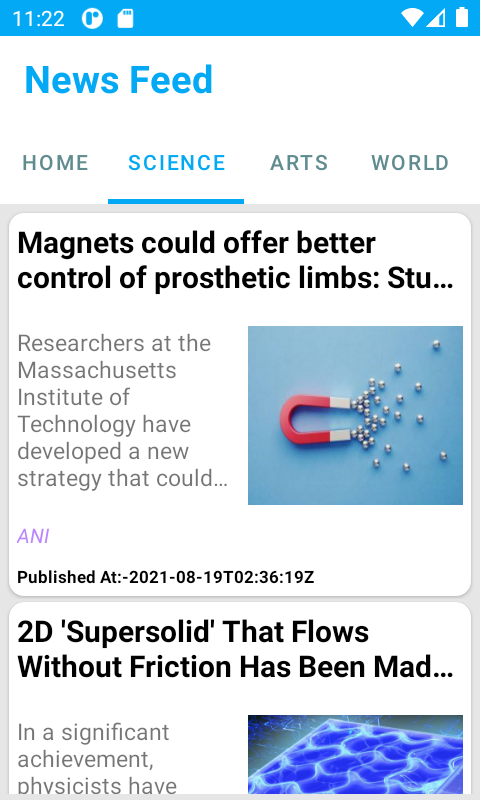 11:22
News Feed
HOME SCIENCE ARTS WORLD
Magnets could offer better
control of prosthetic limbs: Stu...
Researchers at the
Massachusetts
Institute of
Technology have
developed a new
strategy that could...
ANI
Published At:-2021-08-19T02:36:19Z
2D 'Supersolid' That Flows
Without Friction Has Been Mad...
In a significant
achievement,
physicists have